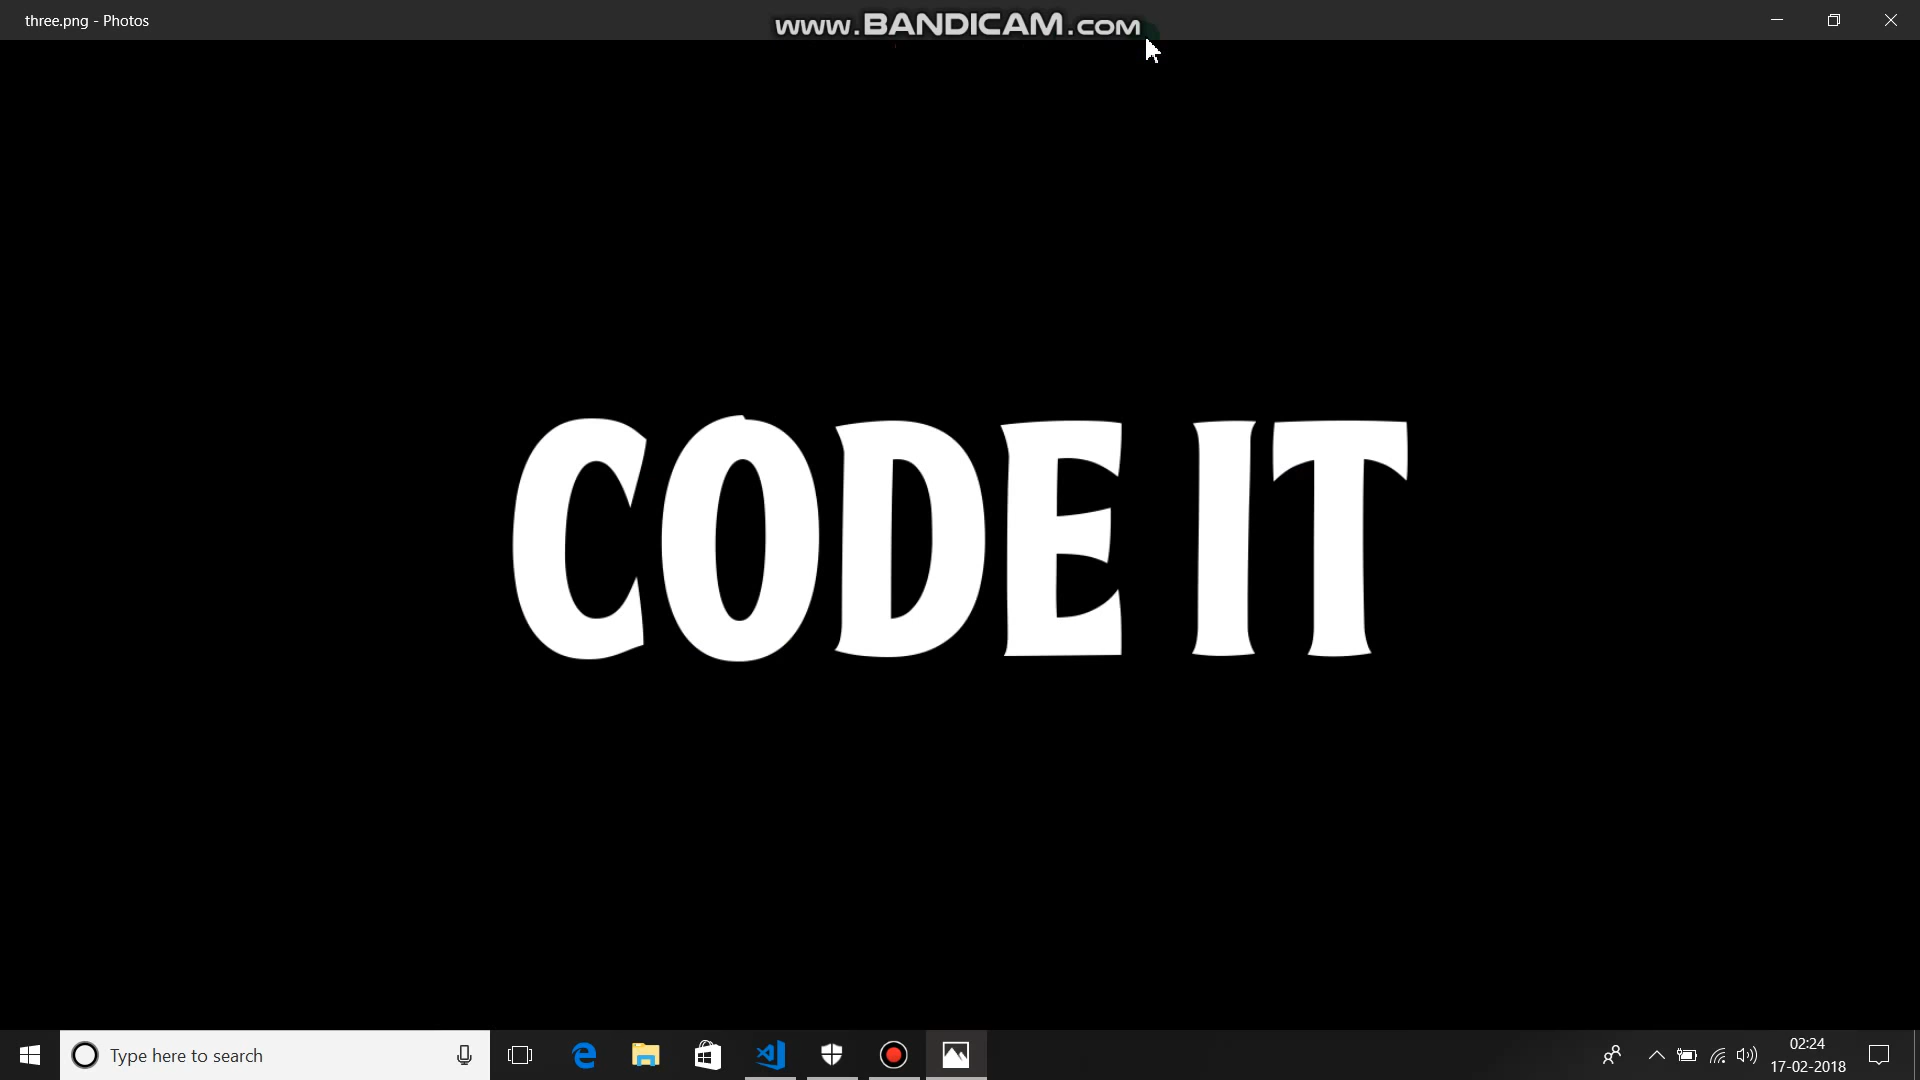 three.png - Photos
www.BANDICAM.com
CODE IT
Type here to search
02:24
17-02-2018